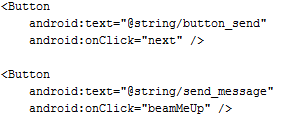 <Button
android:text="@string/button_send"
android:onClick="next" />
<Button
android:text="@string/send_message"
android:onClick="beamMeUp" />